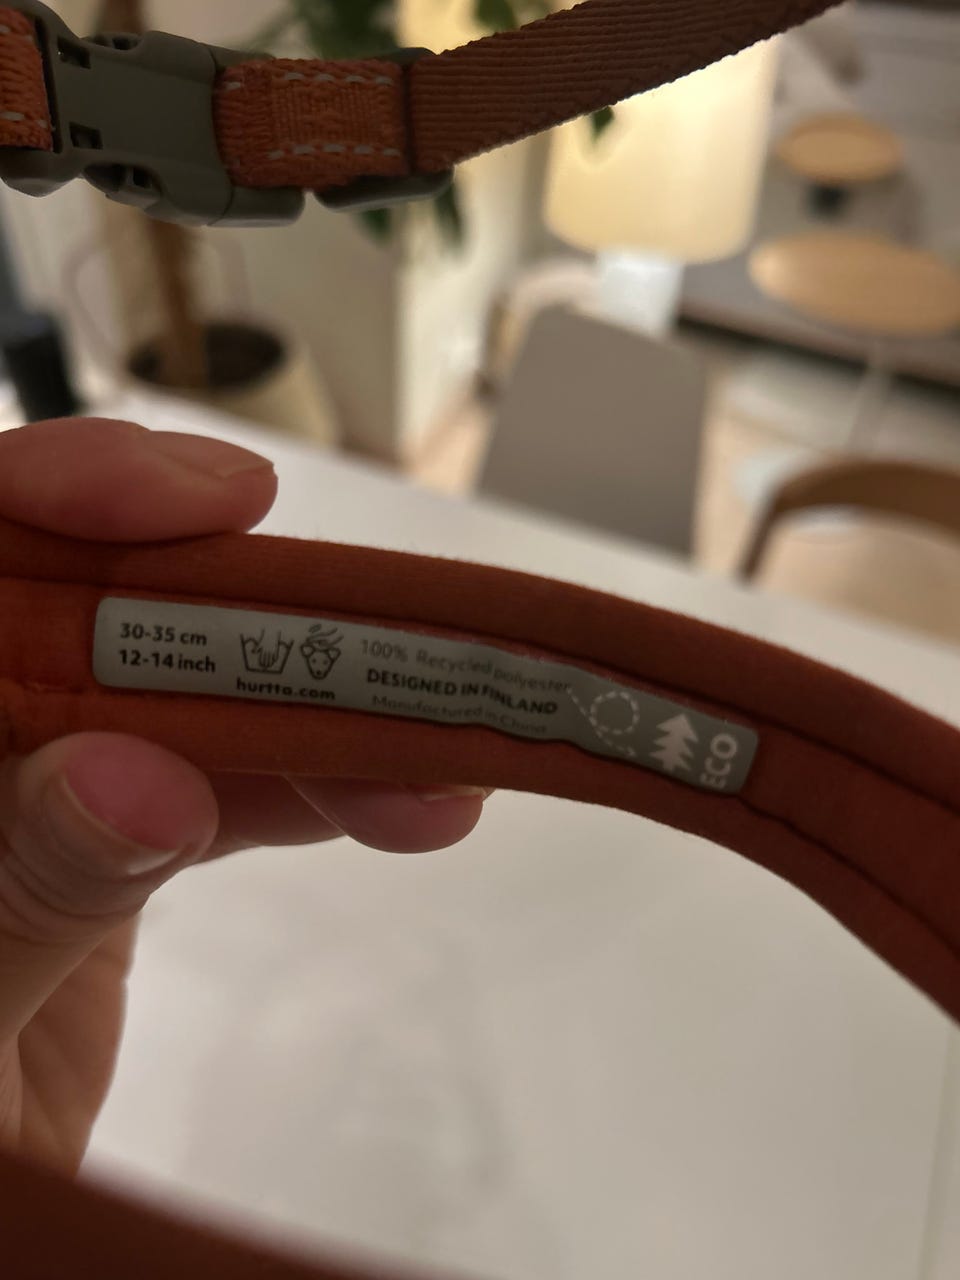 30-35 cm
12-14 inch
hurtta.com
100% Recycled polyester
DESIGNED IN FINLAND
Manufactured in China
ECO